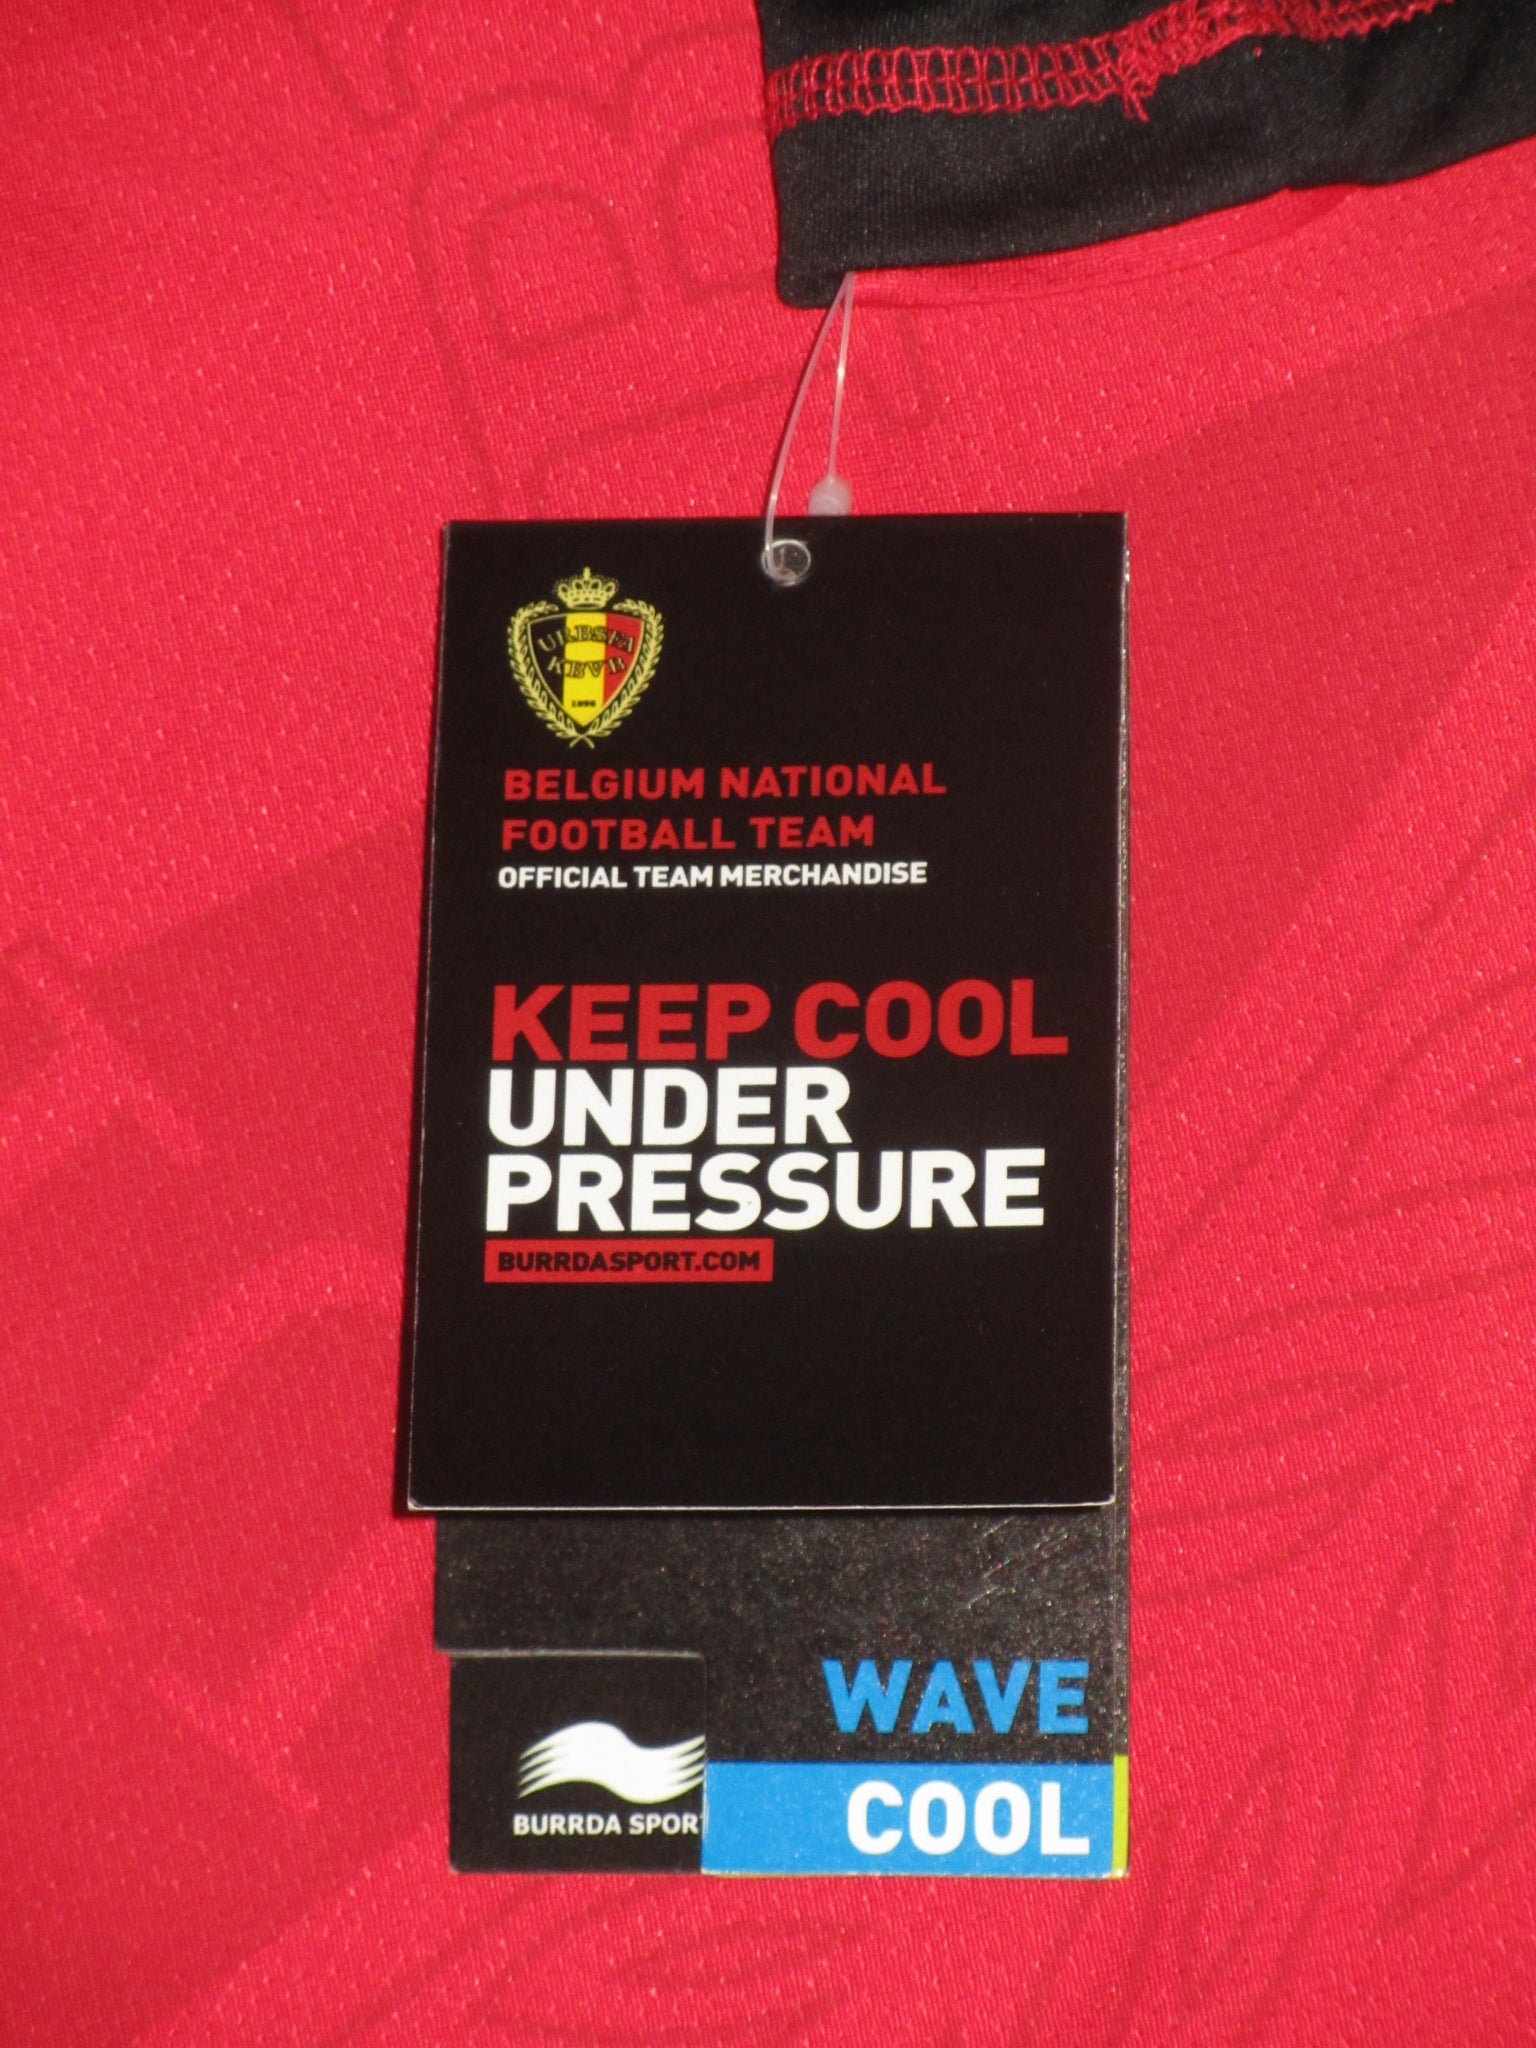 URBSFA
KBVB
1895
BELGIUM NATIONAL
FOOTBALL TEAM
OFFICIAL TEAM MERCHANDISE
KEEP COOL
UNDER
PRESSURE
BURRDASPORT.COM
WAVE
COOL
BURRDA SPORT